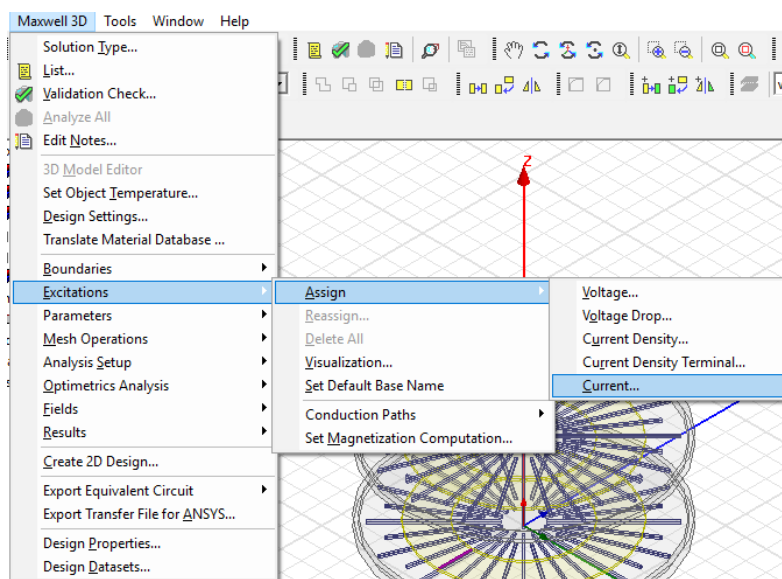 Maxwell 3D Tools Window Help
Solution Type...
List...
Validation Check...
Analyze All
Edit Notes...
3D Model Editor
Set Object Temperature...
Design Settings...
Translate Material Database ...
Boundaries
Excitations
Parameters
Mesh Operations
Analysis Setup
Optimetrics Analysis
Fields
Results
Create 2D Design...
Export Equivalent Circuit
Export Transfer File for ANSYS...
Design Properties...
Design Datasets...
Assign
Reassign...
Delete All
Visualization...
Set Default Base Name
Conduction Paths
Set Magnetization Computation...
Voltage...
Voltage Drop...
Current Density...
Current Density Terminal...
Current...
Z